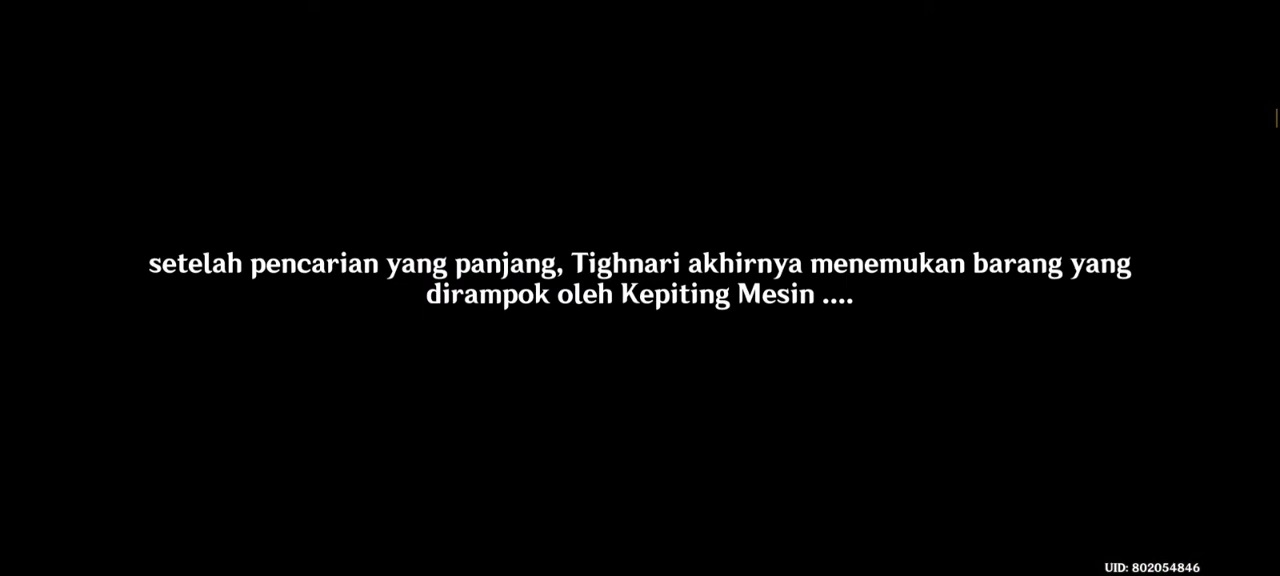 setelah pencarian yang panjang, Tighnari akhirnya menemukan barang yang
dirampok oleh Kepiting Mesin ....
UID: 802054846